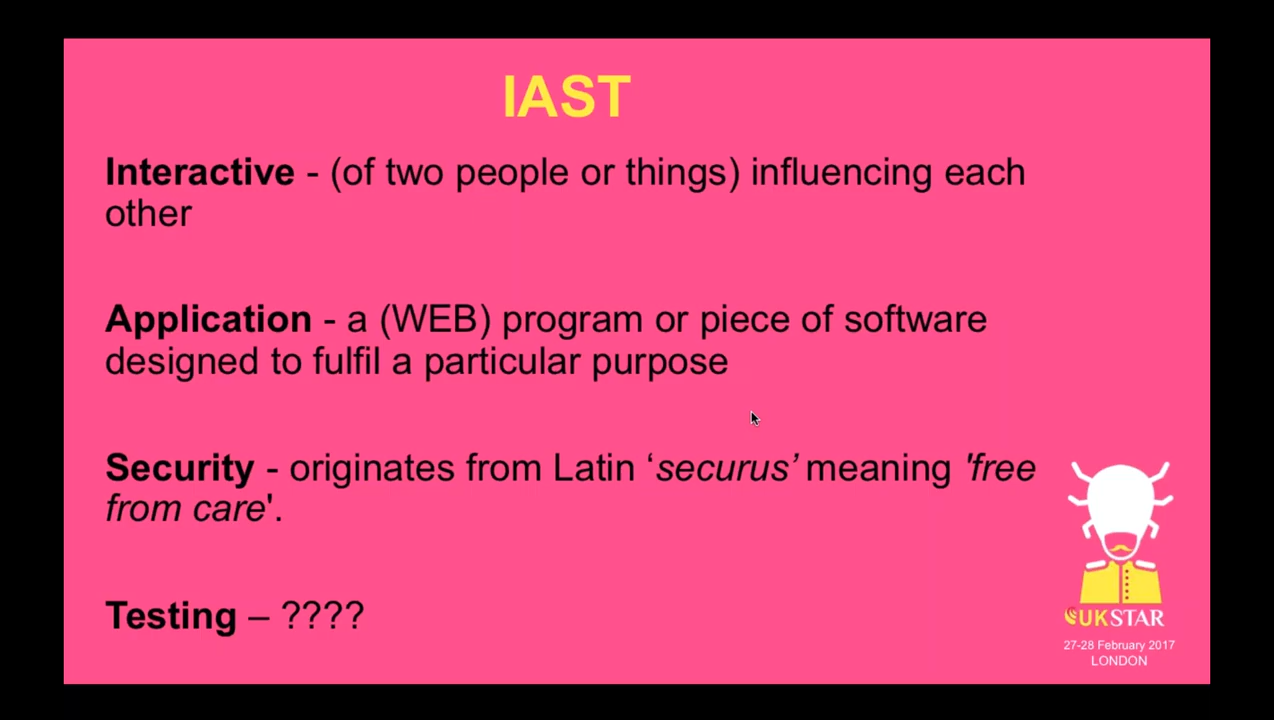 IAST
Interactive - (of two people or things) influencing each
other
Application - a (WEB) program or piece of software
designed to fulfil a particular purpose
Security - originates from Latin ‘securus’ meaning 'free
from care'.
Testing – ????
UKSTAR
27-28 February 2017
LONDON